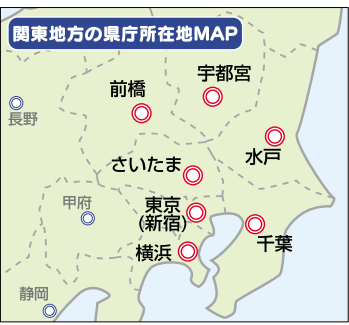 関東地方の県庁所在地MAP
宇都宮
前橋
長野
水戸
さいたま
甲府
東京
(新宿)
千葉
横浜
静岡